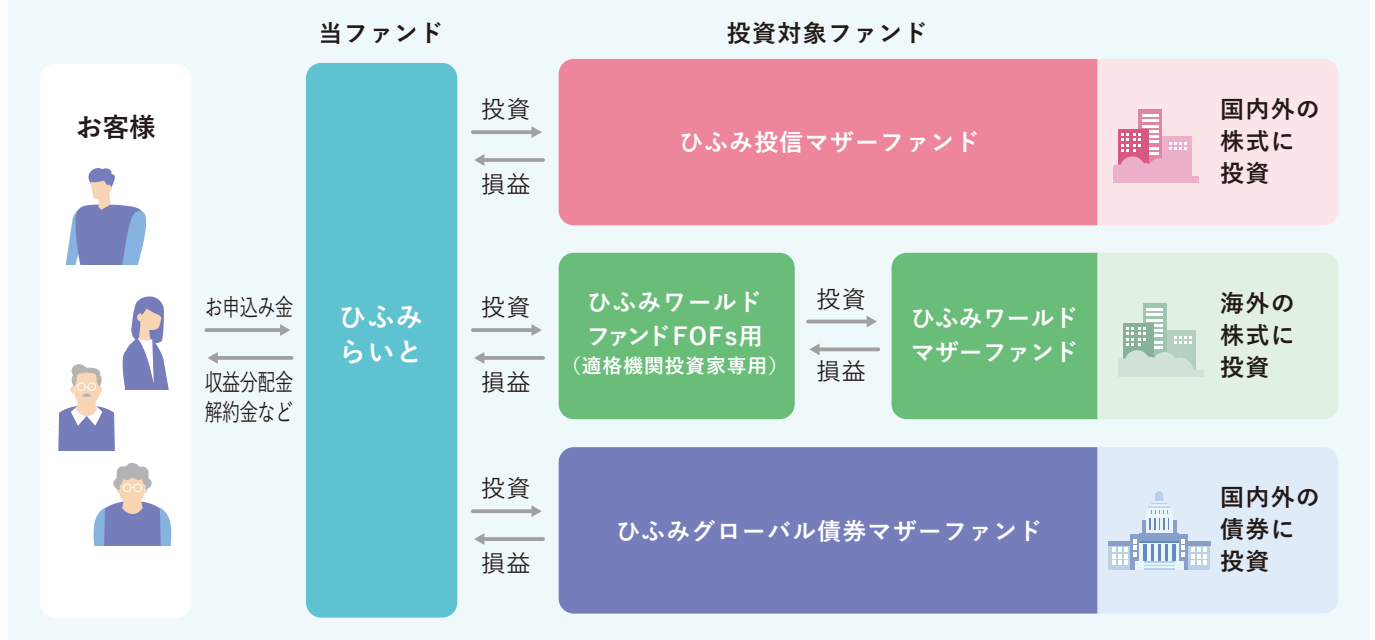 当ファンド
投資対象ファンド
お客様
お申込み金
収益分配金
解約金など
ひふみ
らいと
投資
損益
ひふみ投信マザーファンド
国内外の
株式に
投資
投資
損益
ひふみワールド
ファンドFOFs用
（適格機関投資家専用）
投資
損益
ひふみワールド
マザーファンド
海外の
株式に
投資
投資
損益
ひふみグローバル債券マザーファンド
国内外の
債券に
投資